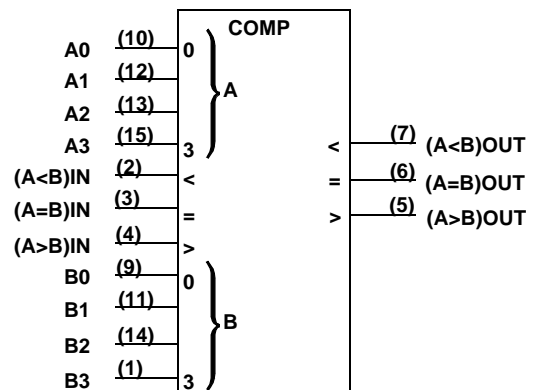 COMP
A0 (10) 0
A1 (12)
A2 (13) A
A3 (15) 3
< (7) (A<B)OUT
(A<B)IN (2) <
= (6) (A=B)OUT
(A=B)IN (3) =
> (5) (A>B)OUT
(A>B)IN (4) >
B0 (9) 0
B1 (11)
B
B2 (14)
B3 (1) 3